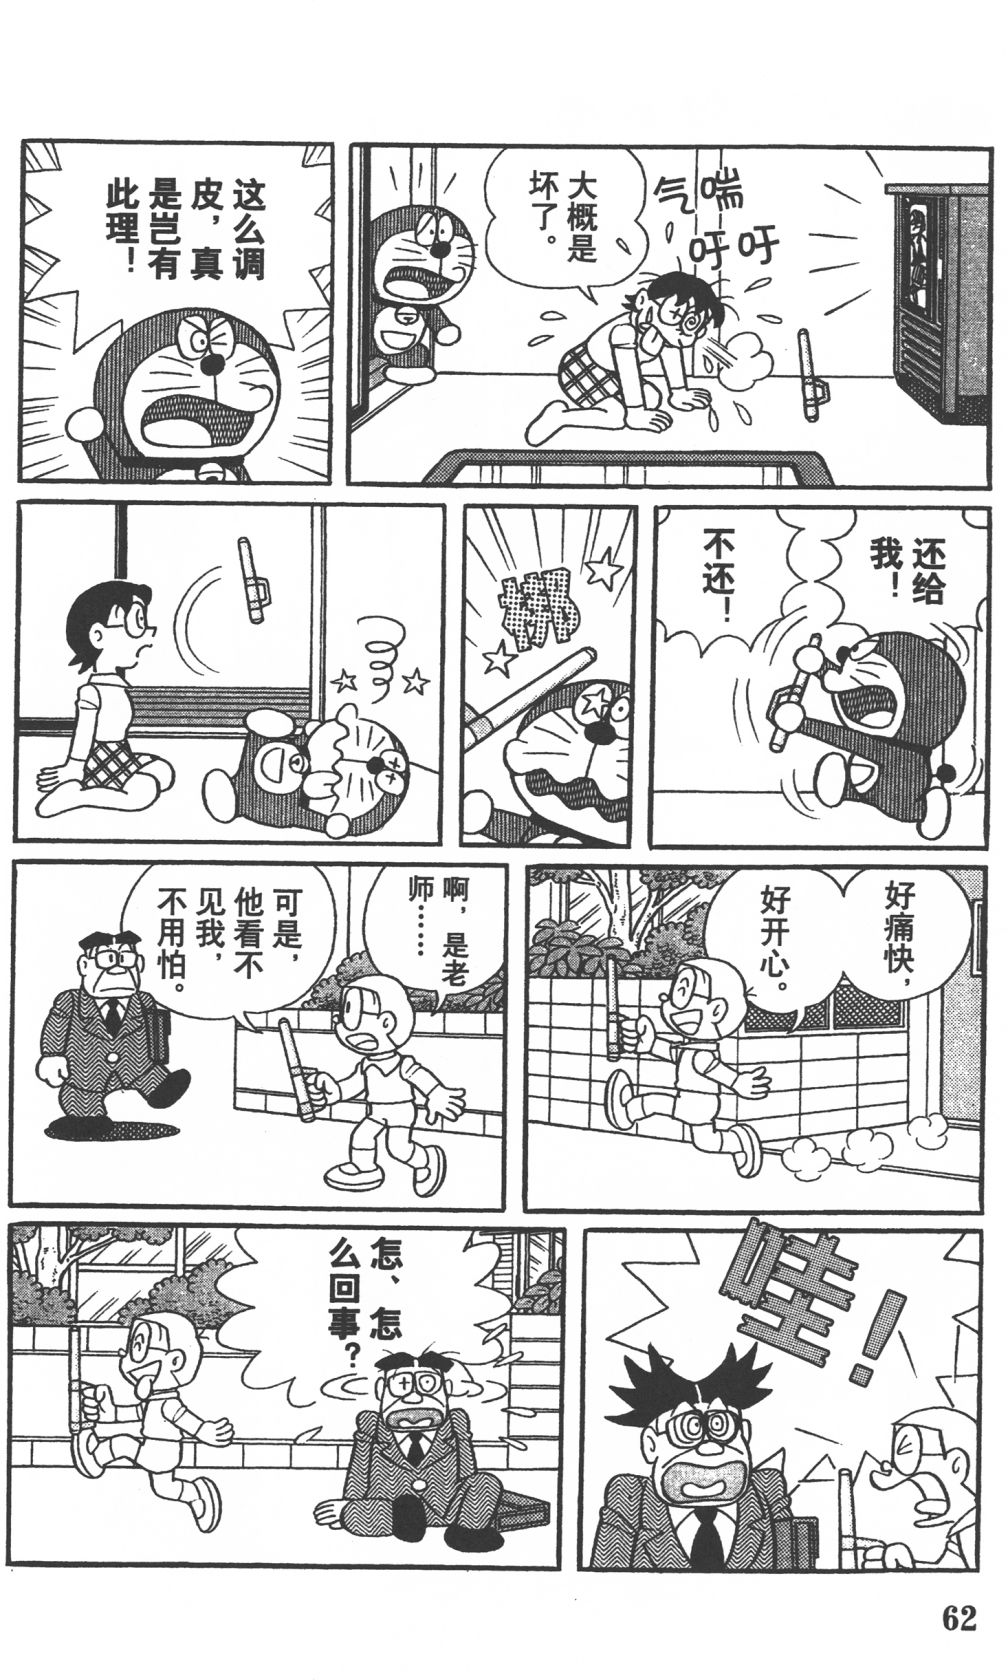 气喘
吁吁
大概是
坏了。
这么调
皮，真
是岂有
此理！
还给
我！
不还！
好痛快，
好开心。
啊，是老
师……
可是，
他看不
见我，
不用怕。
哇！
怎、怎
么回事？
62